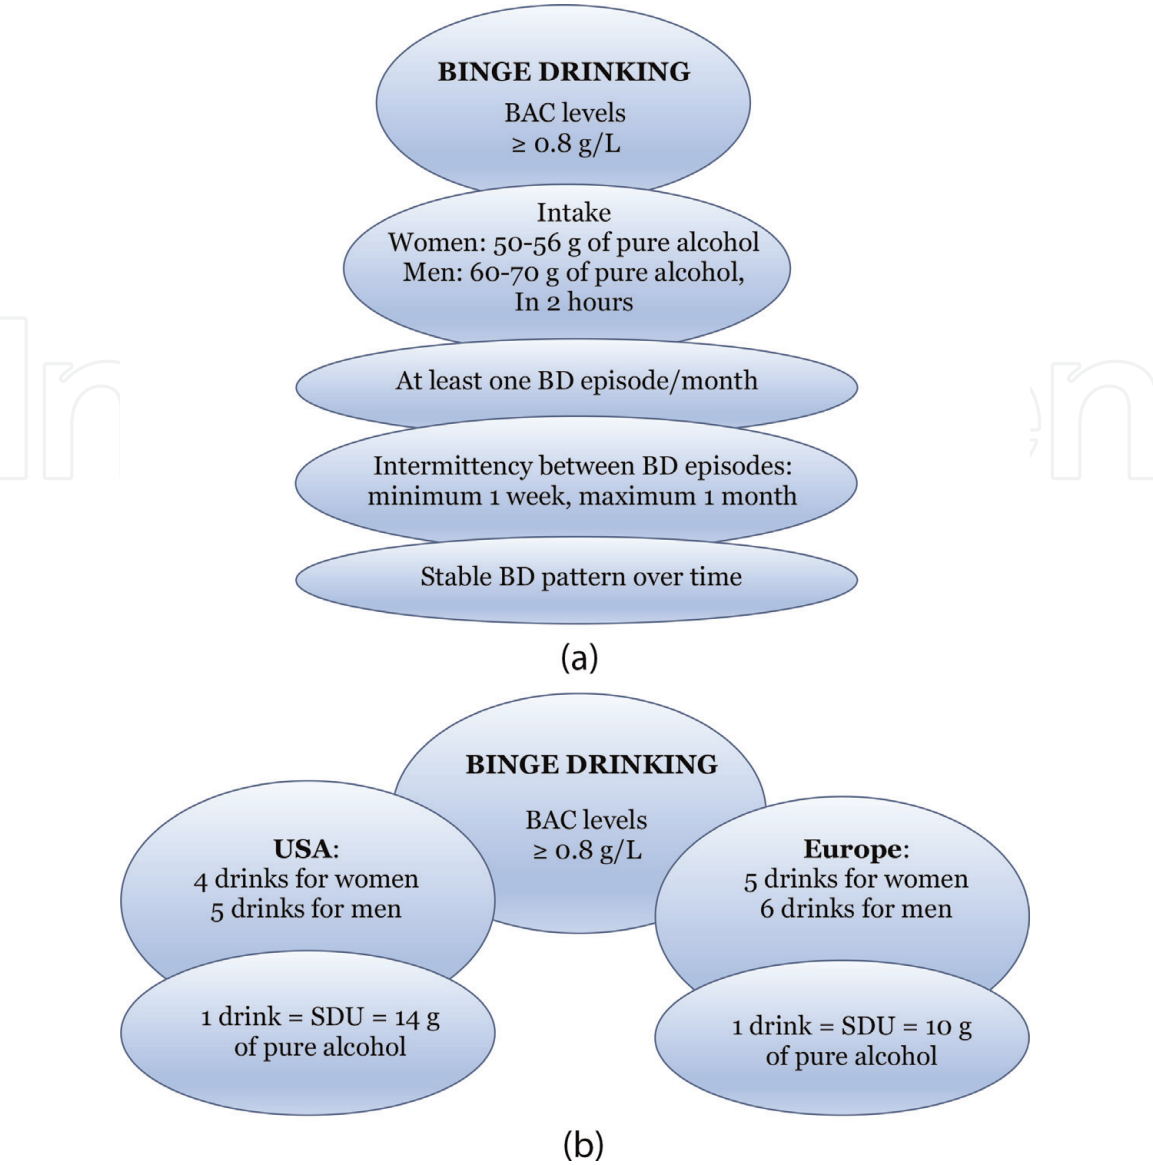 BINGE DRINKING
BAC levels
≥ 0.8 g/L
Intake
Women: 50-56 g of pure alcohol
Men: 60-70 g of pure alcohol,
In 2 hours
At least one BD episode/month
Intermittency between BD episodes:
minimum 1 week, maximum 1 month
Stable BD pattern over time
(a)
BINGE DRINKING
BAC levels
≥ 0.8 g/L
USA:
4 drinks for women
5 drinks for men
1 drink = SDU = 14 g
of pure alcohol
Europe:
5 drinks for women
6 drinks for men
1 drink = SDU = 10 g
of pure alcohol
(b)